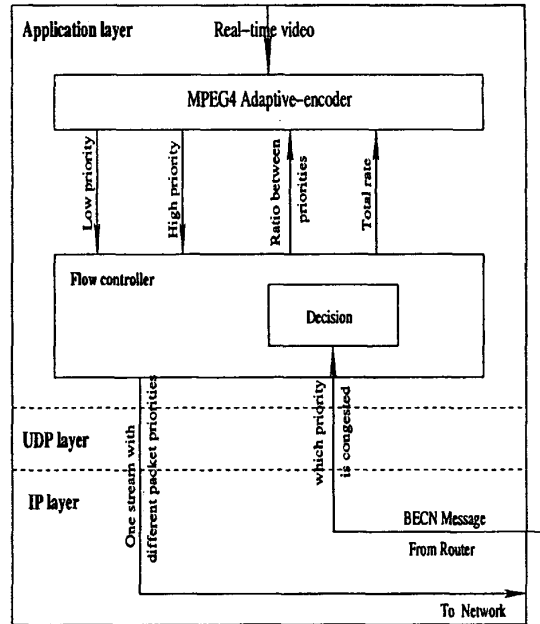 Application layer
Real-time video
MPEG4 Adaptive-encoder
Low priority
High priority
Ratio between
priorities
Total rate
Flow controller
Decision
One stream with
different packet priorities
which priority
is congested
UDP layer
IP layer
BECN Message
From Router
To Network